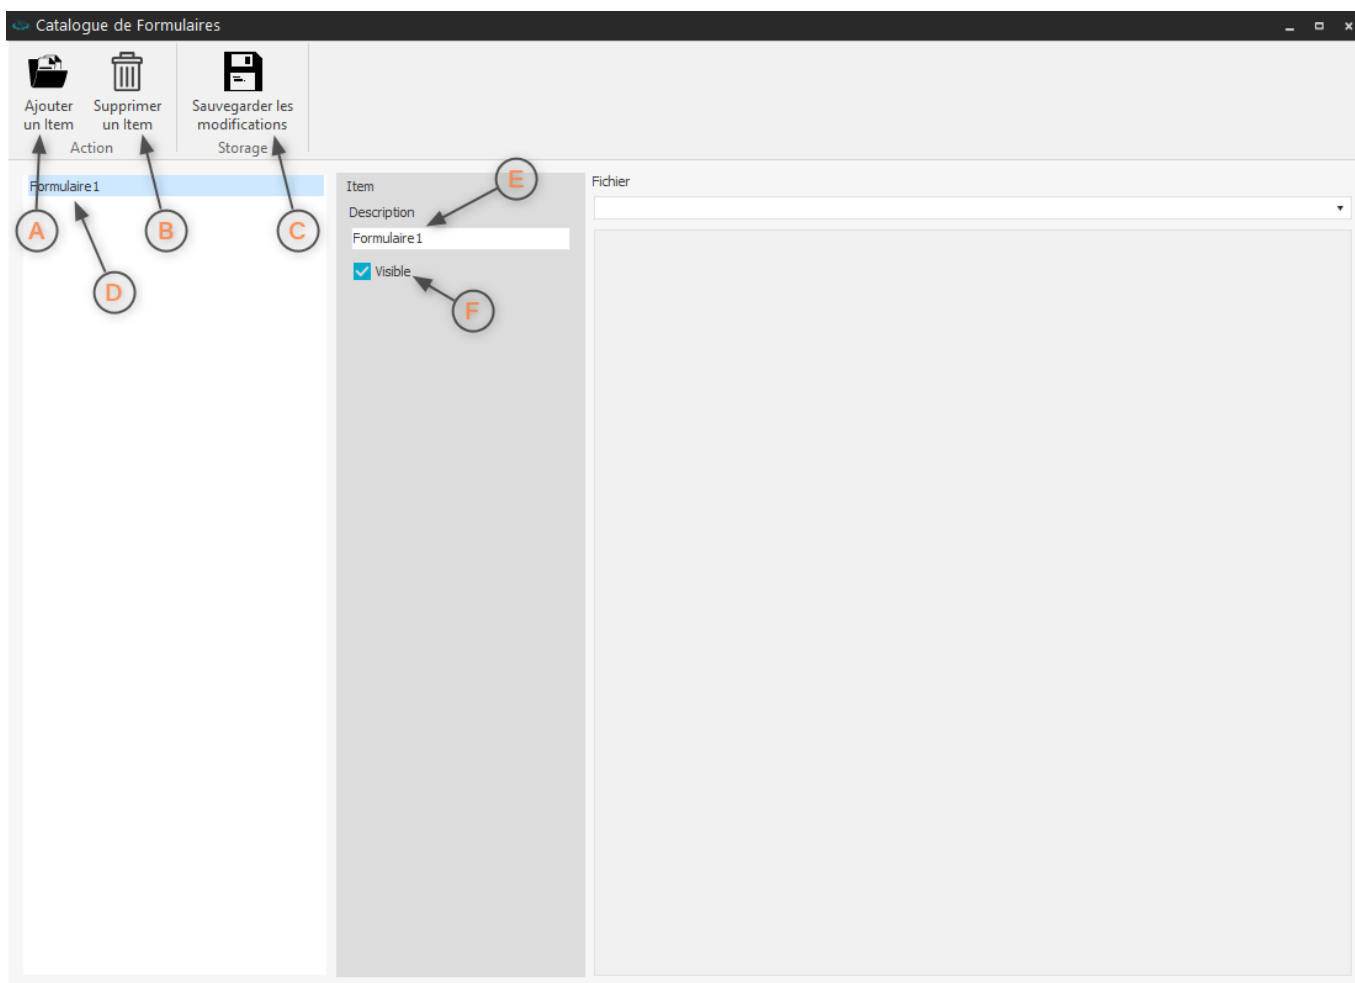 Catalogue de Formulaires
Ajouter
un Item
Supprimer
un Item
Sauvegarder les
modifications
Action
Storage
Formulaire1
Item
Description
Formulaire1
Visible
Fichier
A
B
C
D
E
F